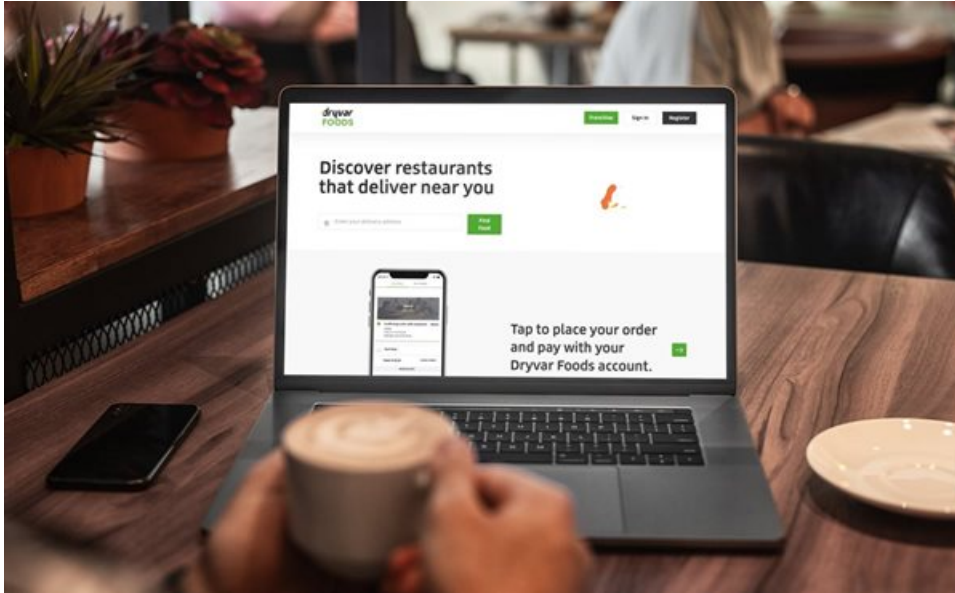 dryvar
FOODS
Franchise
Sign In
Register
Discover restaurants
that deliver near you
Enter your delivery address
Find
Food
Tap to place your order
and pay with your
Dryvar Foods account.